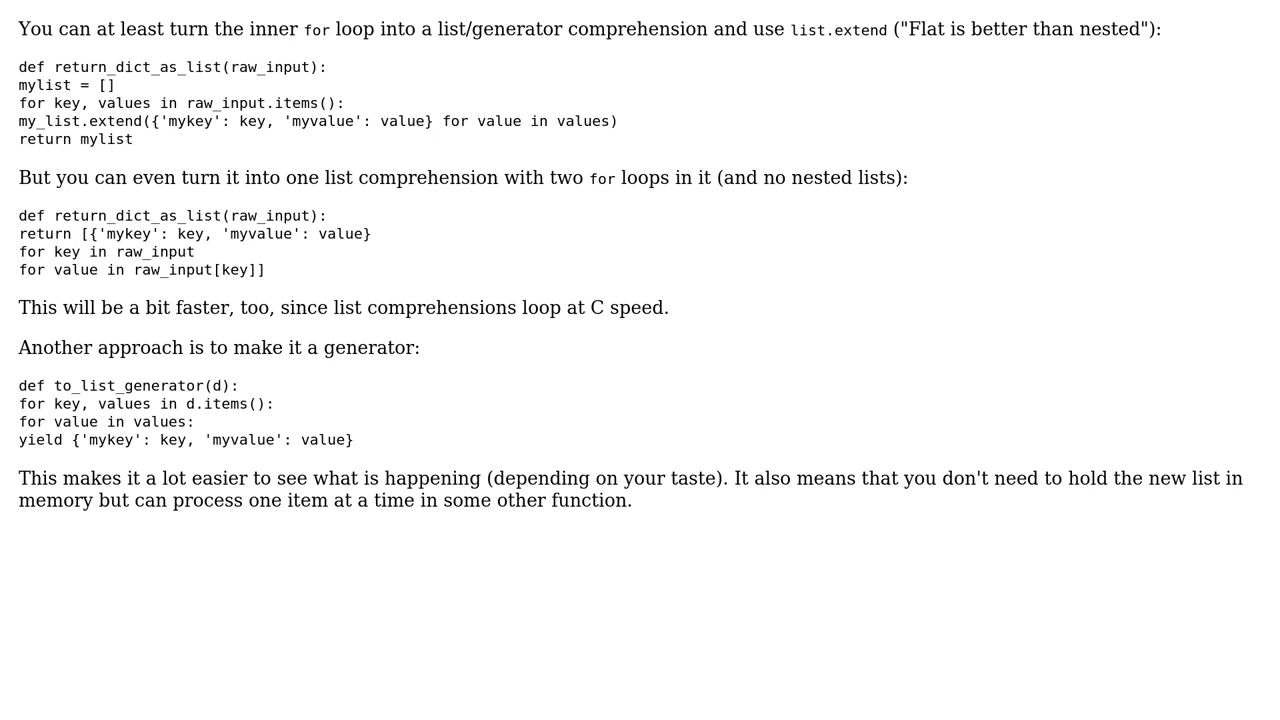 You can at least turn the inner for loop into a list/generator comprehension and use list.extend ("Flat is better than nested"):
def return_dict_as_list(raw_input):
mylist = []
for key, values in raw_input.items():
my_list.extend({'mykey': key, 'myvalue': value} for value in values)
return mylist
But you can even turn it into one list comprehension with two for loops in it (and no nested lists):
def return_dict_as_list(raw_input):
return [{'mykey': key, 'myvalue': value}
for key in raw_input
for value in raw_input[key]]
This will be a bit faster, too, since list comprehensions loop at C speed.
Another approach is to make it a generator:
def to_list_generator(d):
for key, values in d.items():
for value in values:
yield {'mykey': key, 'myvalue': value}
This makes it a lot easier to see what is happening (depending on your taste). It also means that you don't need to hold the new list in
memory but can process one item at a time in some other function.